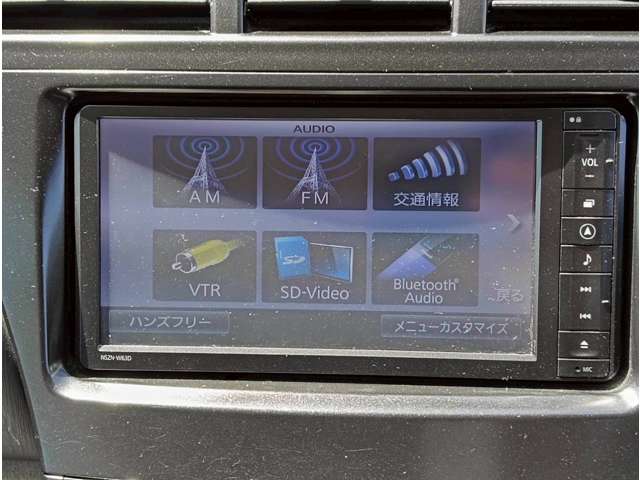 AUDIO
AM
FM
交通情報
VTR
SD-Video
Bluetooth®
Audio
戻る
ハンズフリー
メニューカスタマイズ
NSZN-W61D
VOL
MIC